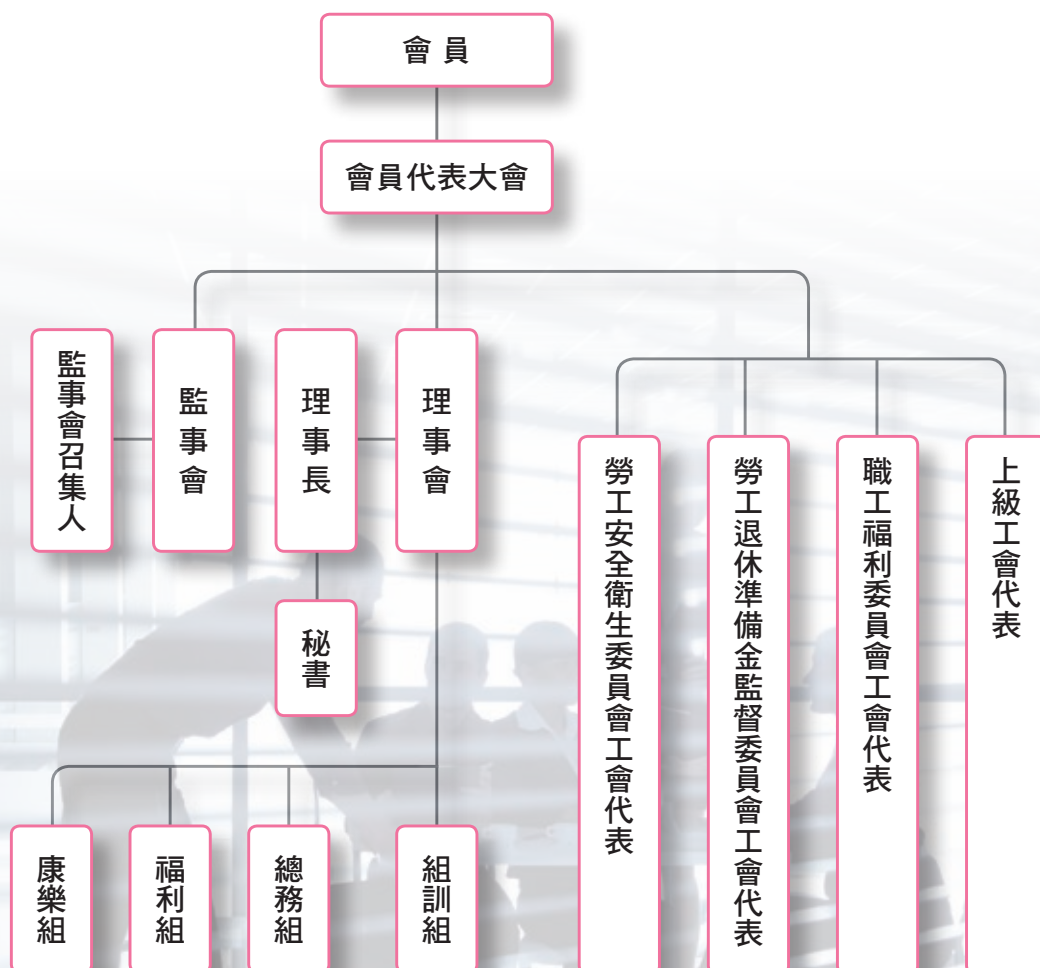 會員
會員代表大會
監事會召集人
監事會
理事長
理事會
秘書
康樂組
福利組
總務組
組訓組
勞工安全衛生委員會工會代表
勞工退休準備金監督委員會工會代表
職工福利委員會工會代表
上級工會代表